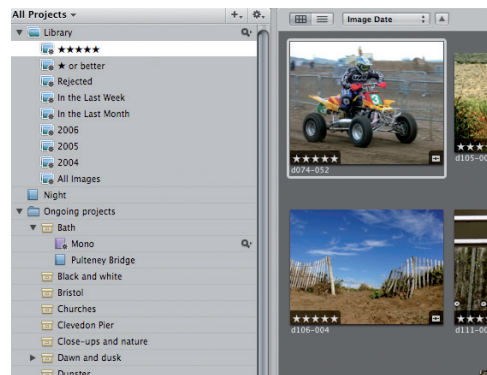 All Projects
Image Date
Library
★★★★★
★ or better
Rejected
In the Last Week
In the Last Month
2006
2005
2004
All Images
Night
Ongoing projects
Bath
Mono
Pulteney Bridge
Black and white
Bristol
Churches
Clevedon Pier
Close-ups and nature
Dawn and dusk
Dunster
3
★★★★★
d074-052
★★★★★
d106-004